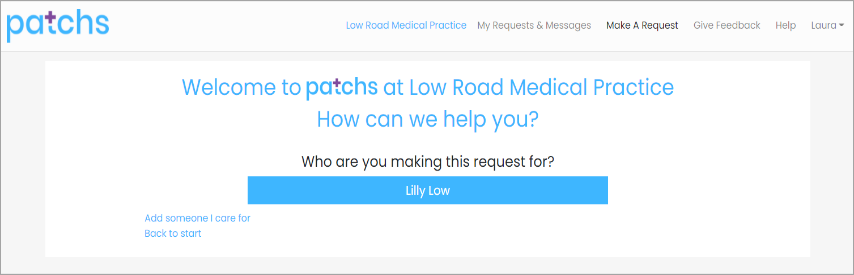 patchs
Low Road Medical Practice My Requests & Messages Make A Request Give Feedback Help Laura
Welcome to patchs at Low Road Medical Practice
How can we help you?
Who are you making this request for?
Lilly Low
Add someone I care for
Back to start